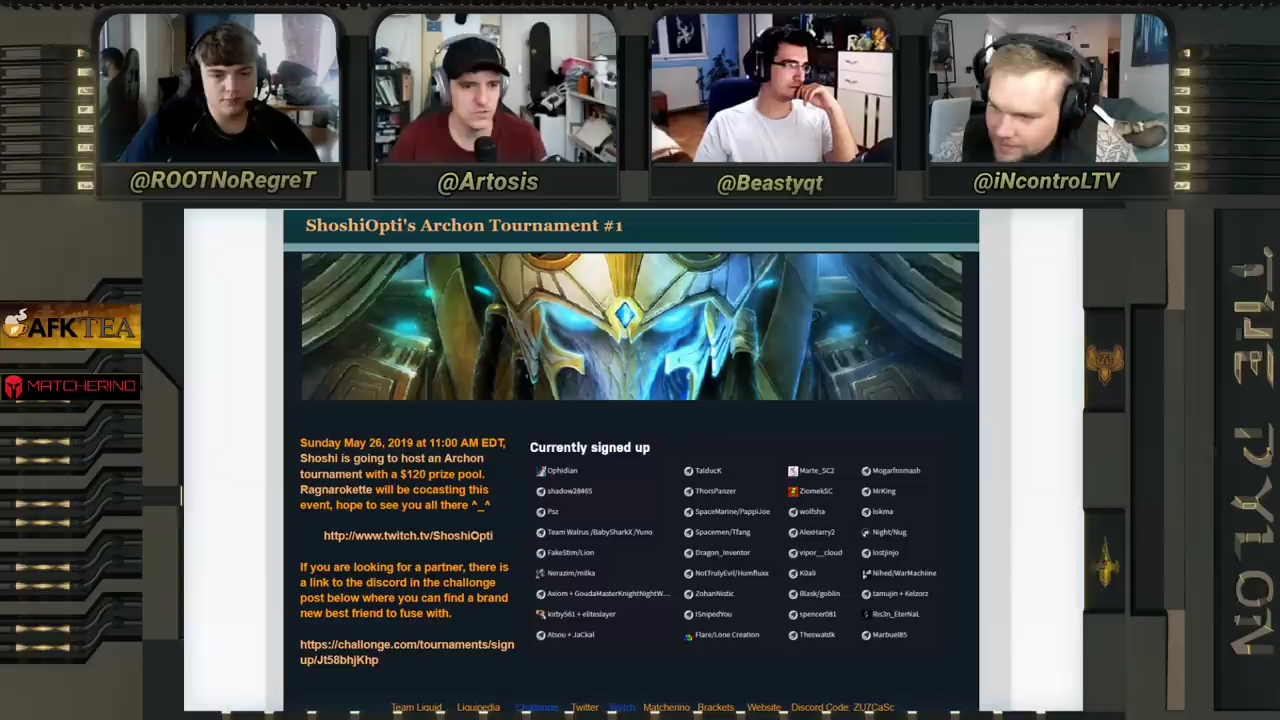 @ROOTNoRegreT
@Artosis
@Beastyqt
@iNcontroLTV
ShoshiOpti's Archon Tournament #1
AFKTEA
MATCHERINO
THE PYLON
Sunday May 26, 2019 at 11:00 AM EDT,
Shoshi is going to host an Archon
tournament with a $120 prize pool.
Ragnarokette will be cocasting this
event, hope to see you all there ^_^
http://www.twitch.tv/ShoshiOpti
If you are looking for a partner, there is
a link to the discord in the challonge
post below where you can find a brand
new best friend to fuse with.
https://challonge.com/tournaments/sign
up/Jt58bhjKhp
Currently signed up
Ophidian
TatducK
Marte_SC2
Mogarfnsmash
shadow28465
ThorsPanzer
ZiomekSC
MrKing
Psz
SpaceMarine/PappiJoe
wolfsha
lokma
Team Walrus /BabySharkX /Yuno
Spacemen/Tfang
AlexHarry2
Night/Nug
FakeStim/Lion
Dragon_Inventor
vipor__cloud
lostjinjo
Nerazim/milka
NotTrulyEvil/Humfluxx
K0ali
Nihed/WarMachiine
Axiom + GoudaMasterKnightNightW...
ZohanNistic
Blask/goblin
tamujin + Kelzorz
kirby561 + eliteslayer
ISnipedYou
spencer081
Ris3n_EterNaL
Atsou + JaCkal
Flare/Lone Creation
Theswatdk
Marbuel85
Team Liquid Liquipedia Challonge Twitter Twitch Matcherino Brackets Website Discord Code: ZU7CaSc